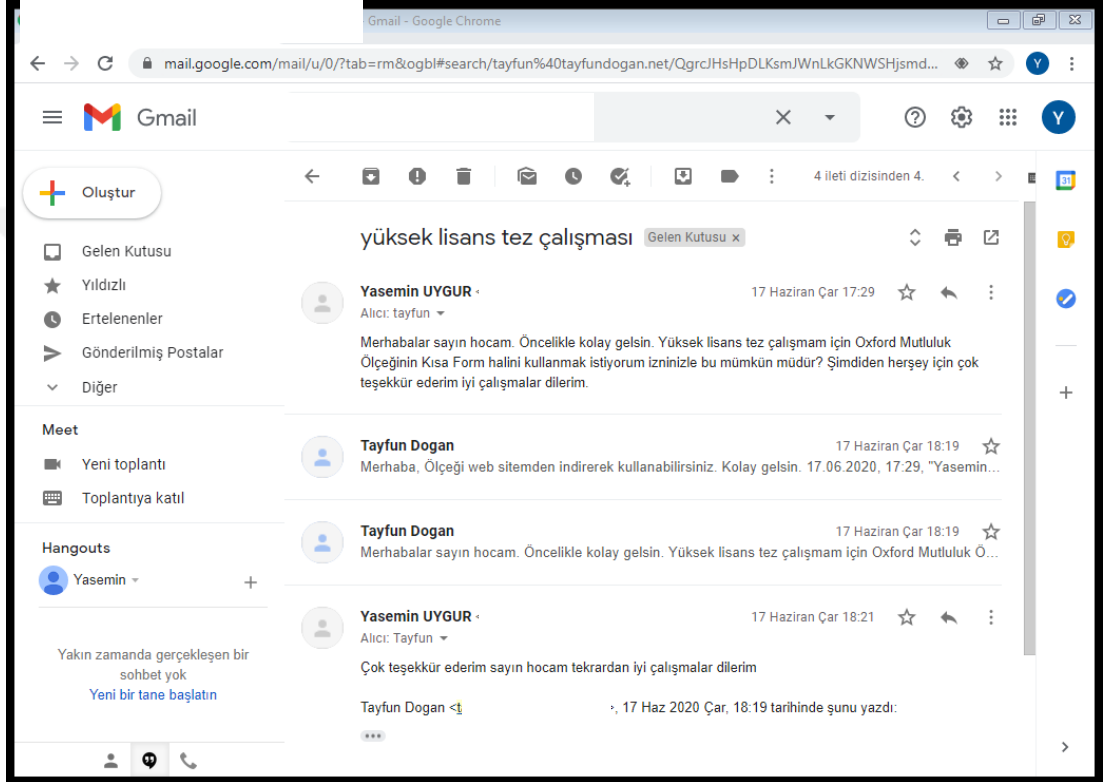 Gmail - Google Chrome
mail.google.com/mail/u/0/?tab=rm&ogbl#search/tayfun%40tayfundogan.net/QgrcJHsHpDLKsmJWnLkGKNWSHjsmd...
Y
Gmail
Y
Oluştur
4 ileti dizisinden 4.
31
yüksek lisans tez çalışması Gelen Kutusu x
Gelen Kutusu
Yıldızlı
Ertelenenler
Gönderilmiş Postalar
Diğer
Meet
Yeni toplantı
Toplantıya katıl
Hangouts
Yasemin
Yakın zamanda gerçekleşen bir
sohbet yok
Yeni bir tane başlatın
Yasemin UYGUR 17 Haziran Çar 17:29
Alıcı: tayfun
Merhabalar sayın hocam. Öncelikle kolay gelsin. Yüksek lisans tez çalışmam için Oxford Mutluluk
Ölçeğinin Kısa Form halini kullanmak istiyorum izninizle bu mümkün müdür? Şimdiden herşey için çok
teşekkür ederim iyi çalışmalar dilerim.
Tayfun Dogan 17 Haziran Çar 18:19
Merhaba, Ölçeği web sitemden indirerek kullanabilirsiniz. Kolay gelsin. 17.06.2020, 17:29, "Yasemin...
Tayfun Dogan 17 Haziran Çar 18:19
Merhabalar sayın hocam. Öncelikle kolay gelsin. Yüksek lisans tez çalışmam için Oxford Mutluluk Ö...
Yasemin UYGUR 17 Haziran Çar 18:21
Alıcı: Tayfun
Çok teşekkür ederim sayın hocam tekrardan iyi çalışmalar dilerim
Tayfun Dogan <t >, 17 Haz 2020 Çar, 18:19 tarihinde şunu yazdı: